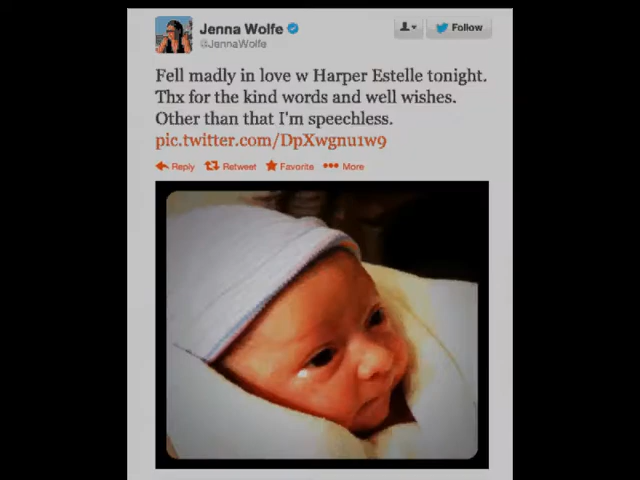 Jenna Wolfe
@JennaWolfe
Follow
Fell madly in love w Harper Estelle tonight.
Thx for the kind words and well wishes.
Other than that I'm speechless.
pic.twitter.com/DpXwgnu1w9
Reply Retweet Favorite More